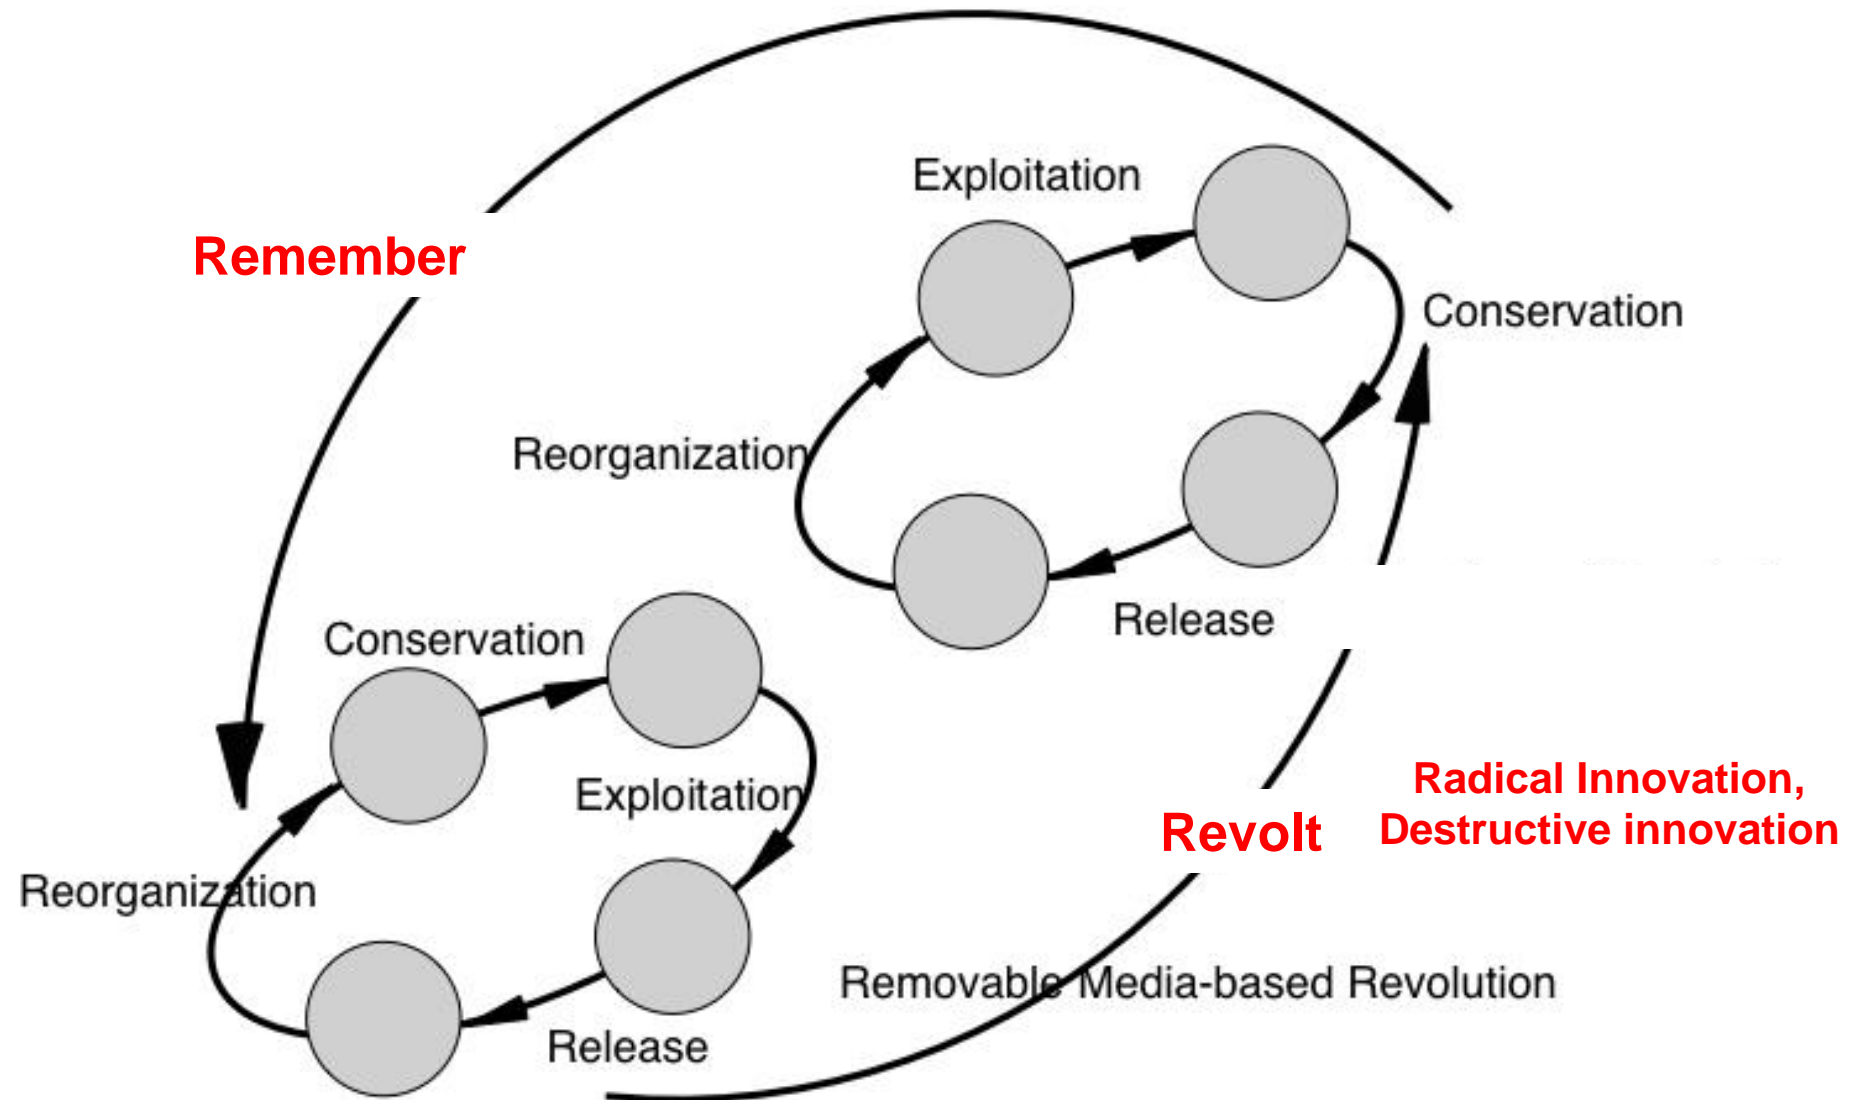 Exploitation
Remember
Conservation
Reorganization
Release
Conservation
Radical Innovation,
Destructive innovation
Exploitation
Revolt
Reorganization
Removable Media-based Revolution
Release